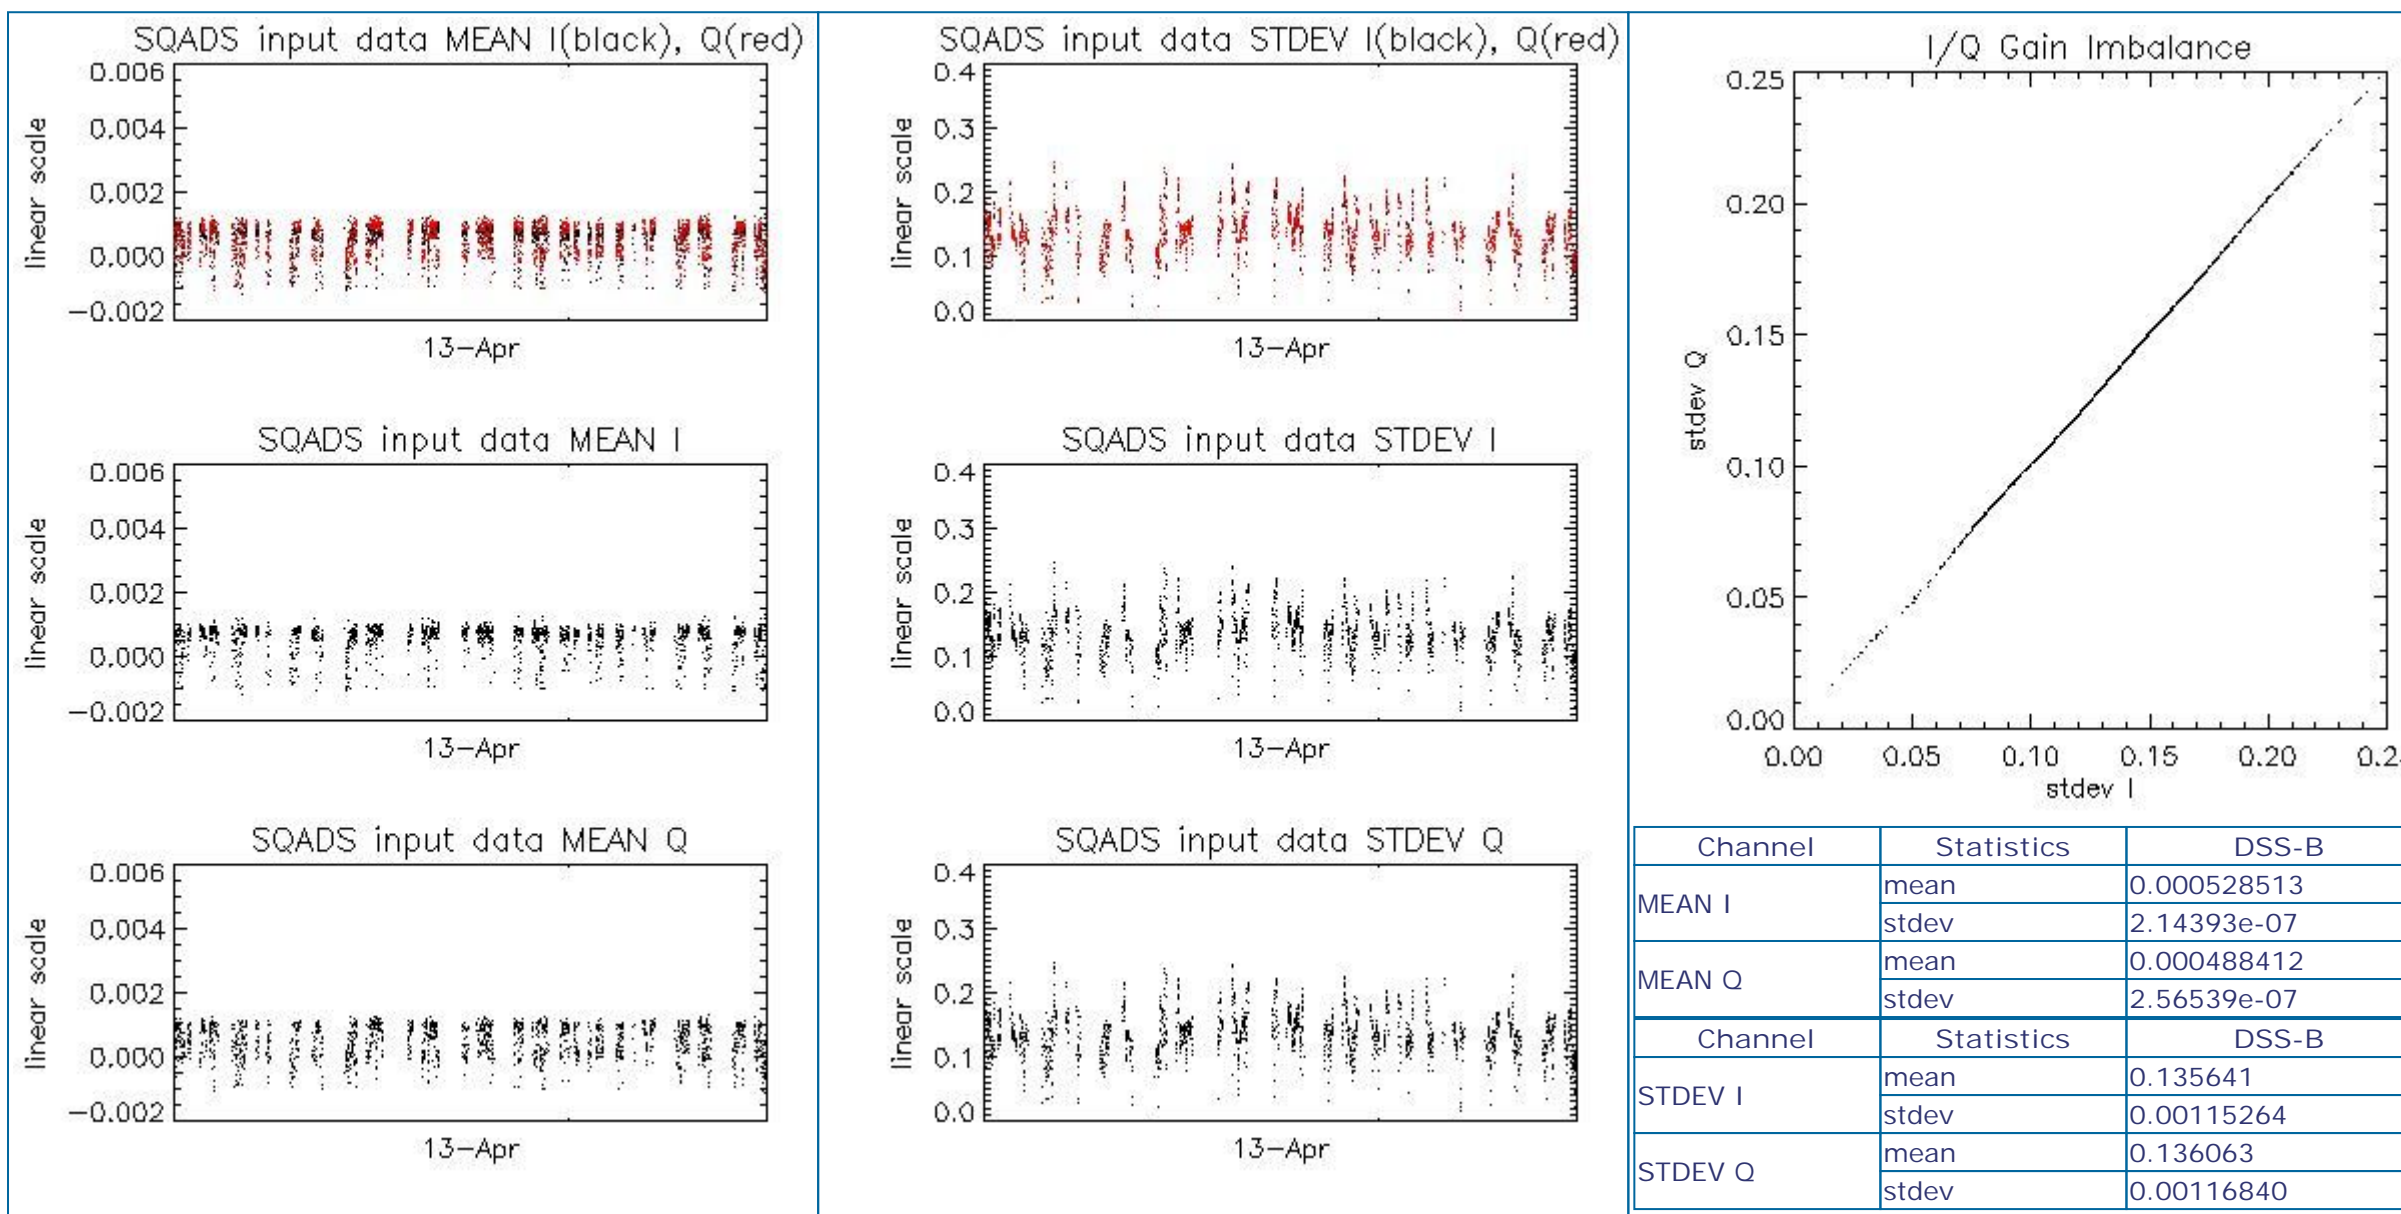 SQADS input data MEAN I(black), Q(red)
0.006
0.004
0.002
0.000
-0.002
linear scale
13-Apr
SQADS input data MEAN I
0.006
0.004
0.002
0.000
-0.002
linear scale
13-Apr
SQADS input data MEAN Q
0.006
0.004
0.002
0.000
-0.002
linear scale
13-Apr
SQADS input data STDEV I(black), Q(red)
0.4
0.3
0.2
0.1
0.0
linear scale
13-Apr
SQADS input data STDEV I
0.4
0.3
0.2
0.1
0.0
linear scale
13-Apr
SQADS input data STDEV Q
0.4
0.3
0.2
0.1
0.0
linear scale
13-Apr
I/Q Gain Imbalance
0.25
0.20
0.15
0.10
0.05
0.00
stdev Q
0.00 0.05 0.10 0.15 0.20
stdev I
Channel Statistics DSS-B
MEAN I mean 0.000528513
stdev 2.14393e-07
MEAN Q mean 0.000488412
stdev 2.56539e-07
Channel Statistics DSS-B
STDEV I mean 0.135641
stdev 0.00115264
STDEV Q mean 0.136063
stdev 0.00116840